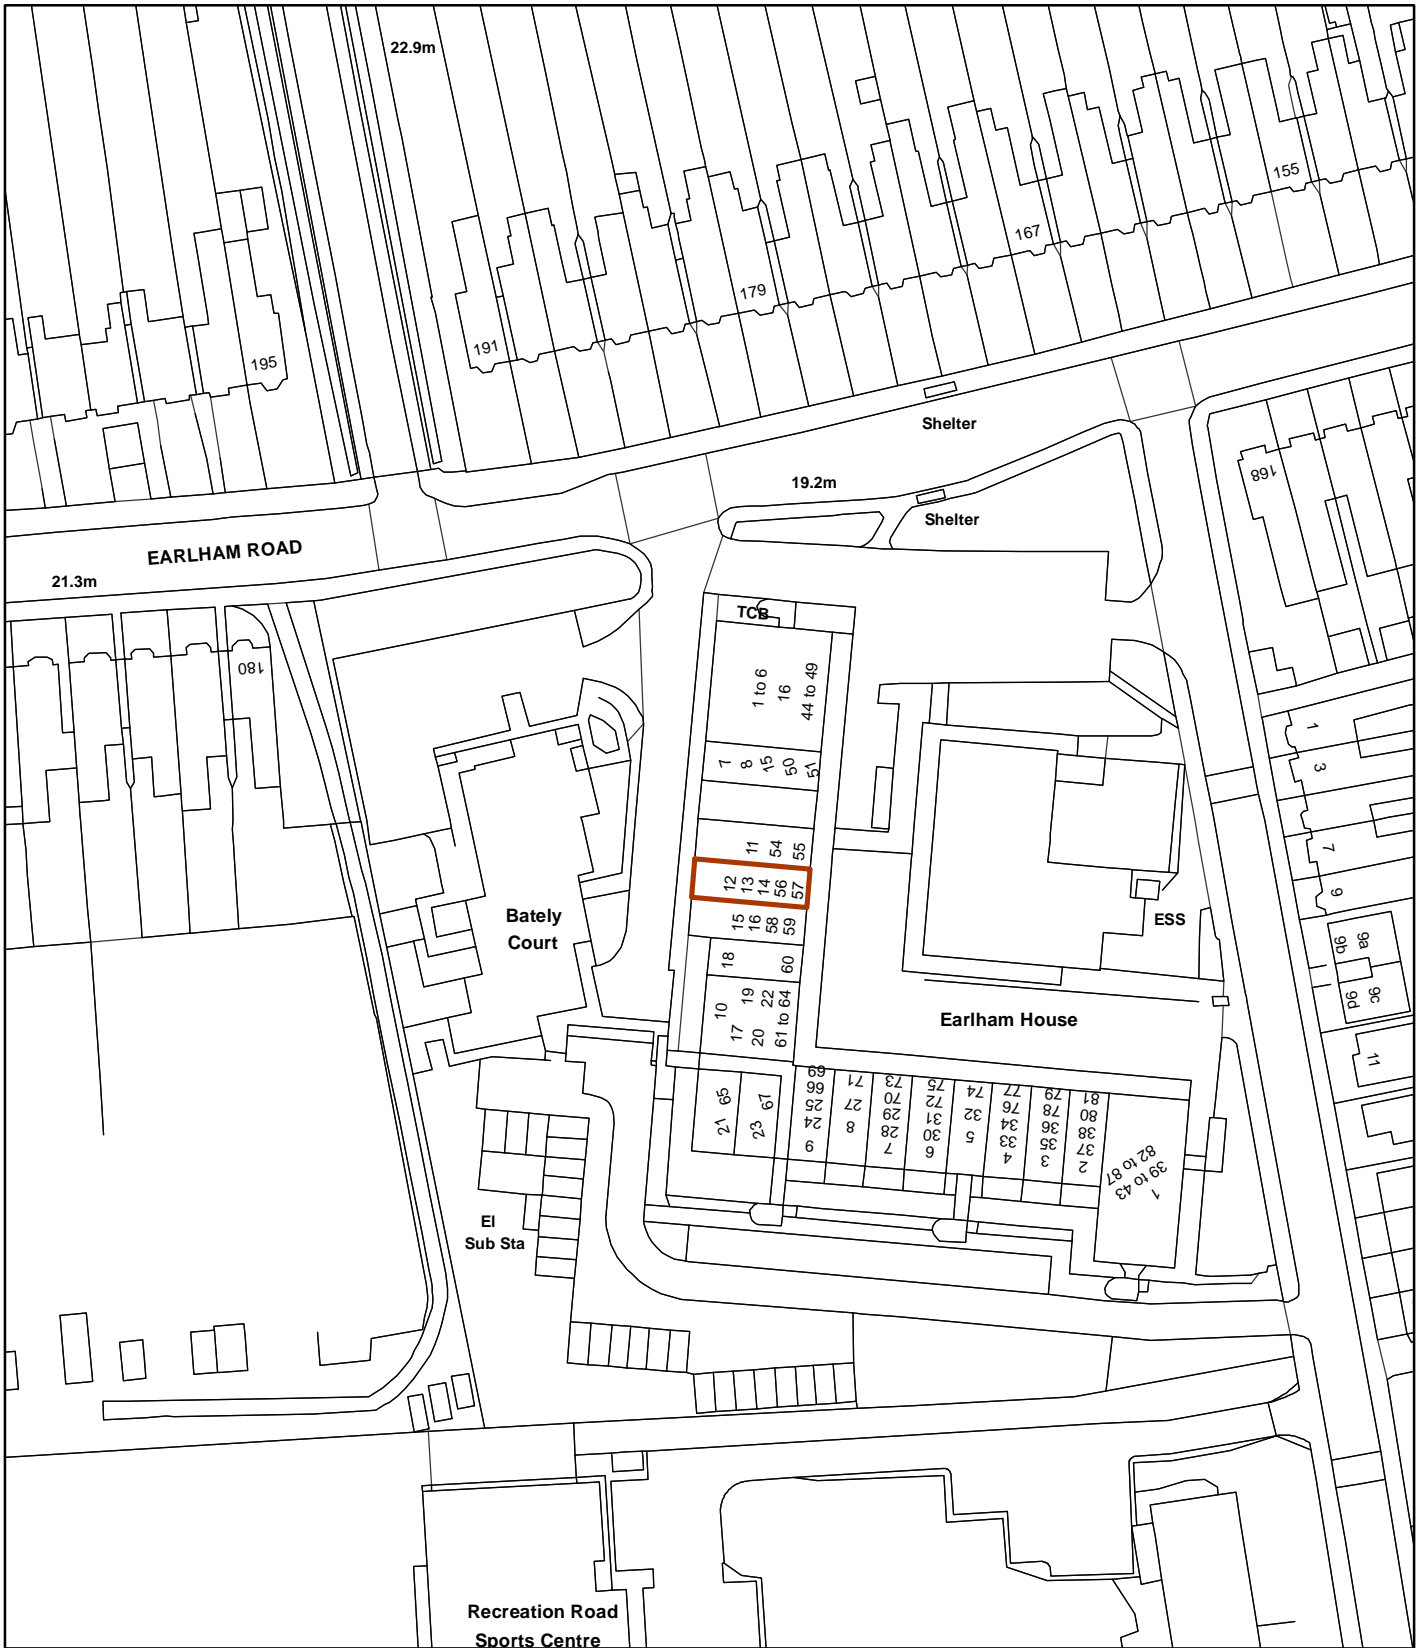 22.9m
155
167
179
191
195
Shelter
168
19.2m
Shelter
EARLHAM ROAD
21.3m
TCB
180
1 to 6
16
44 to 49
1
3
7
9
7
8
15
50
51
11
54
55
12
13
14
56
57
15
16
58
59
Bately
Court
ESS
9a
9b
9c
9d
11
18
60
10
17
19
20
22
61 to 64
Earlham House
21 65
23 67
9 24 25 66 69
8 27 71
7 28 29 70 73
6 30 31 72 75
5 32 74
4 33 34 76 77
3 35 36 78 79
2 37 38 80 81
1
39 to 43
82 to 87
El
Sub Sta
Recreation Road
Sports Centre